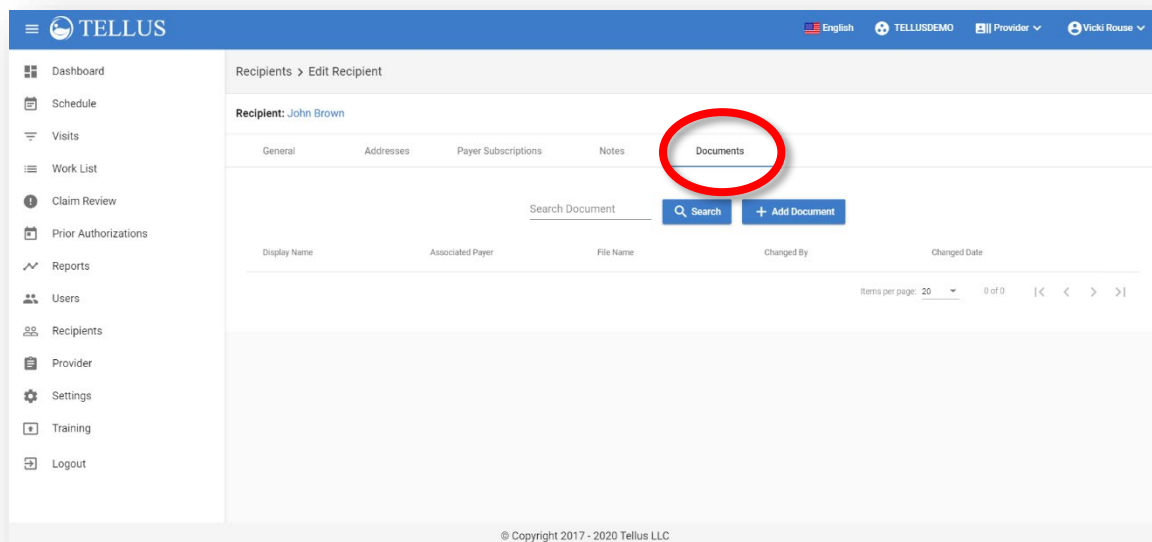 TELLUS
English TELLUSDEMO Provider Vicki Rouse
Dashboard
Schedule
Visits
Work List
Claim Review
Prior Authorizations
Reports
Users
Recipients
Provider
Settings
Training
Logout
Recipients > Edit Recipient
Recipient: John Brown
General Addresses Payer Subscriptions Notes Documents
Search Document Search + Add Document
Display Name Associated Payer File Name Changed By Changed Date
Items per page: 20 0 of 0
© Copyright 2017 - 2020 Tellus LLC